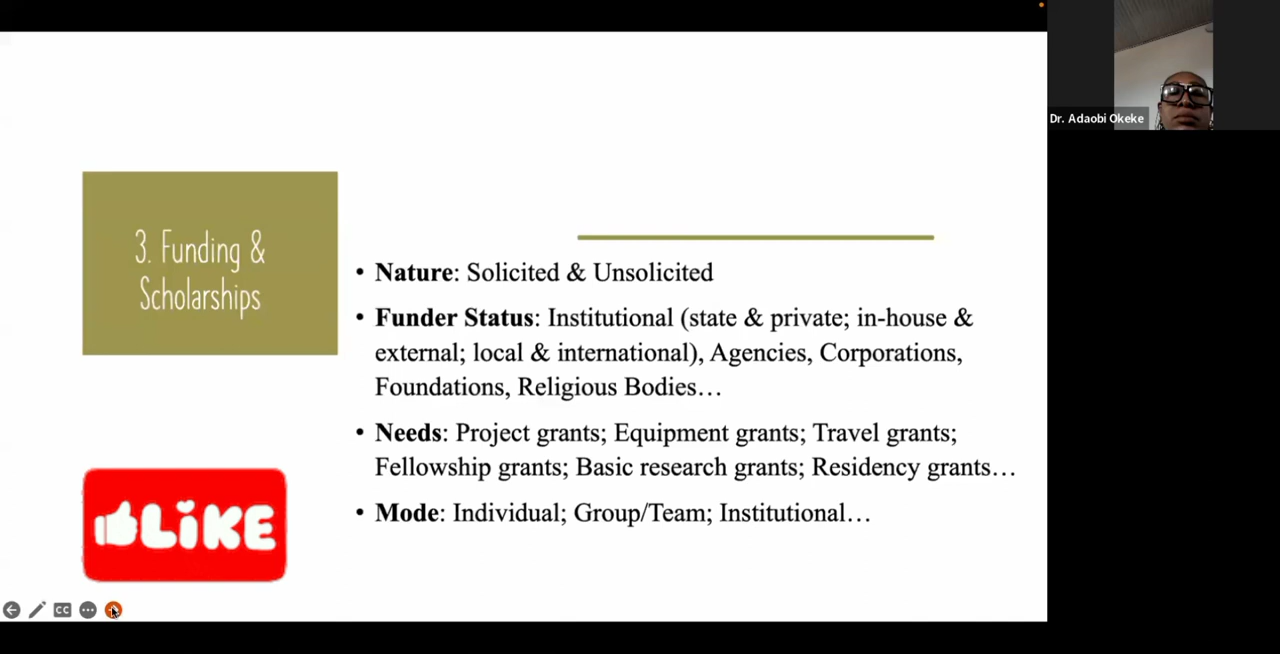 Dr. Adaobi Okeke
3. Funding &
Scholarships
• Nature: Solicited & Unsolicited
• Funder Status: Institutional (state & private; in-house &
external; local & international), Agencies, Corporations,
Foundations, Religious Bodies…
• Needs: Project grants; Equipment grants; Travel grants;
Fellowship grants; Basic research grants; Residency grants…
• Mode: Individual; Group/Team; Institutional…
LiKE
CC